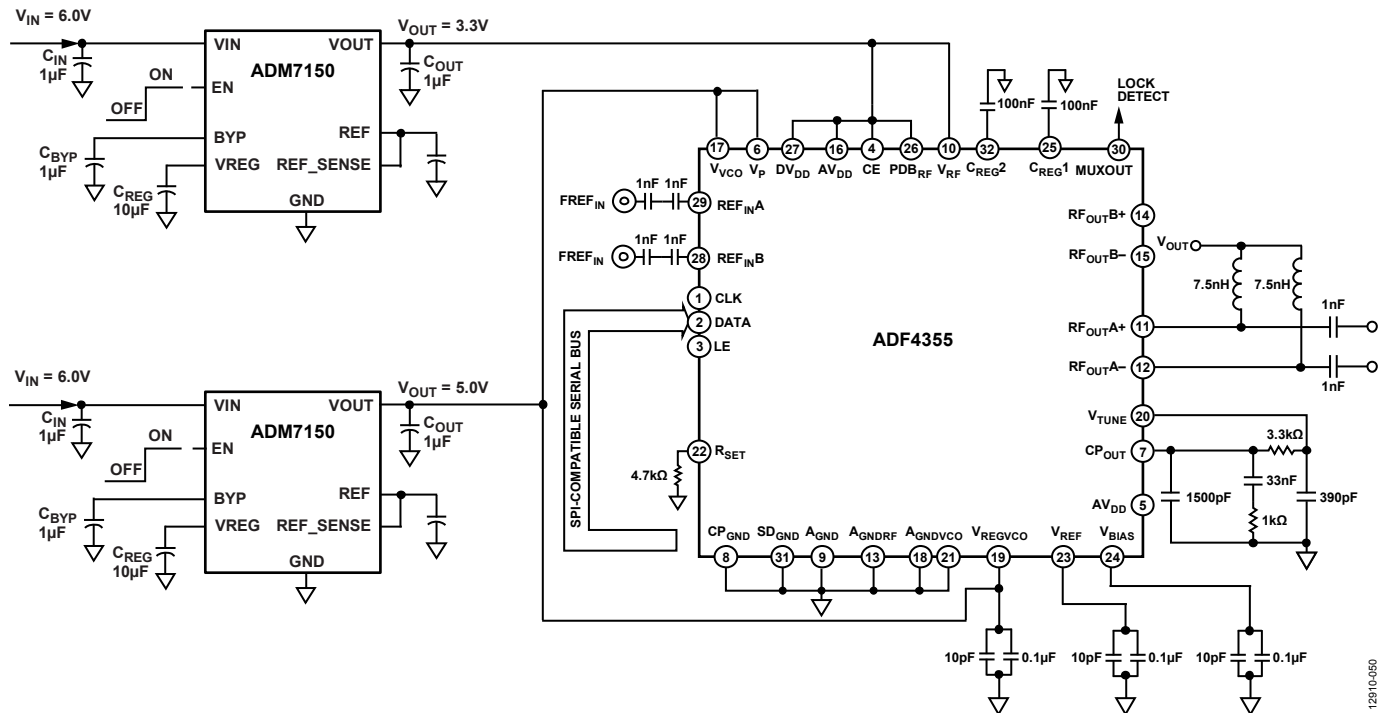 VIN = 6.0V
CIN
1µF
ON
OFF
CBYP
1µF
CREG
10µF
VIN
EN
BYP
VREG
GND
VOUT
ADM7150
REF
REF_SENSE
VOUT = 3.3V
COUT
1µF
VIN = 6.0V
CIN
1µF
ON
OFF
CBYP
1µF
CREG
10µF
VIN
EN
BYP
VREG
GND
VOUT
ADM7150
REF
REF_SENSE
VOUT = 5.0V
COUT
1µF
100nF
100nF
LOCK
DETECT
17 6 27 16 4 26 10 32 25 30
VVCO VP DVDD AVDD CE PDBRF VRF CREG2 CREG1 MUXOUT
FREFIN 1nF 1nF 29 REFINA
FREFIN 1nF 1nF 28 REFINB
1 CLK
2 DATA
3 LE
SPI-COMPATIBLE SERIAL BUS
22 RSET
4.7kΩ
ADF4355
RFOUTB+ 14
RFOUTB− 15
VOUT
7.5nH 7.5nH
RFOUTA+ 11
1nF
RFOUTA− 12
1nF
VTUNE 20
3.3kΩ
CPOUT 7
1500pF
33nF
1kΩ
390pF
AVDD 5
CPGND SDGND AGND AGNDRF AGNDVCO VREGVCO VREF VBIAS
8 31 9 13 18 21 19 23 24
10pF 0.1µF 10pF 0.1µF 10pF 0.1µF
12910-050